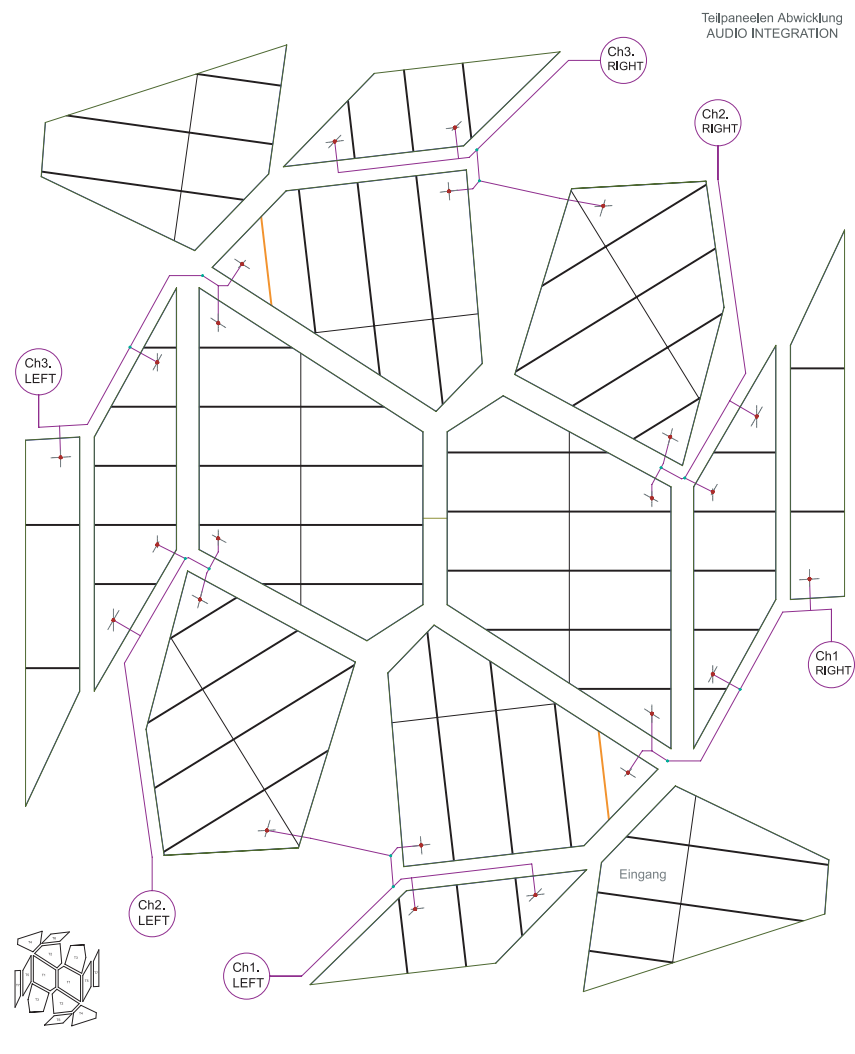 Teilpaneelen Abwicklung
AUDIO INTEGRATION
Ch3.
RIGHT
Ch2.
RIGHT
Ch3.
LEFT
Ch1
RIGHT
Eingang
Ch2.
LEFT
Ch1.
LEFT